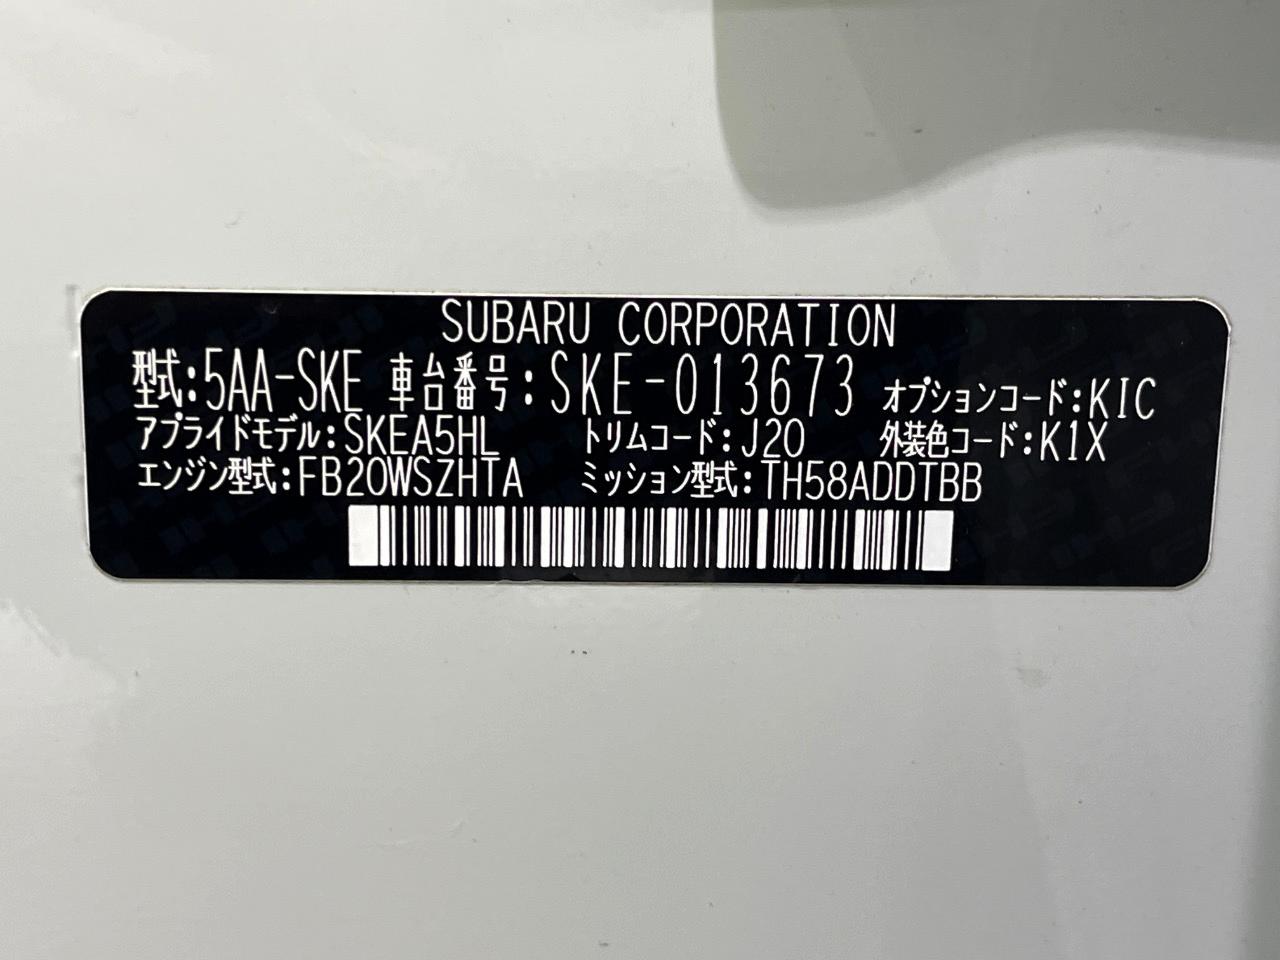 SUBARU CORPORATION
型式:5AA-SKE 車台番号:SKE-013673 オプションコード:KIC
アプライドモデル:SKEA5HL トリムコード:J20 外装色コード:K1X
エンジン型式:FB20WSZHTA ミッション型式:TH58ADDTBB